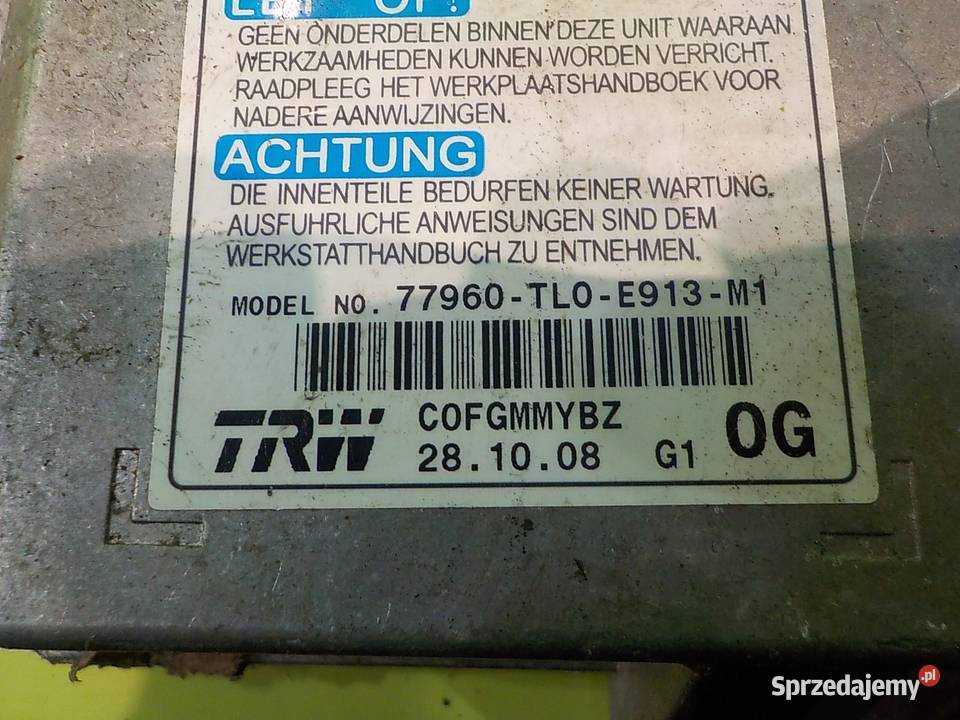 LET OP!
GEEN ONDERDELEN BINNEN DEZE UNIT WAARAAN
WERKZAAMHEDEN KUNNEN WORDEN VERRICHT.
RAADPLEEG HET WERKPLAATSHANDBOEK VOOR
NADERE AANWIJZINGEN.
ACHTUNG
DIE INNENTEILE BEDURFEN KEINER WARTUNG.
AUSFUHRLICHE ANWEISUNGEN SIND DEM
WERKSTATTHANDBUCH ZU ENTNEHMEN.
MODEL NO. 77960-TL0-E913-M1
TRW C0FGMMYBZ 0G
28.10.08 G1
Sprzedajemy.pl